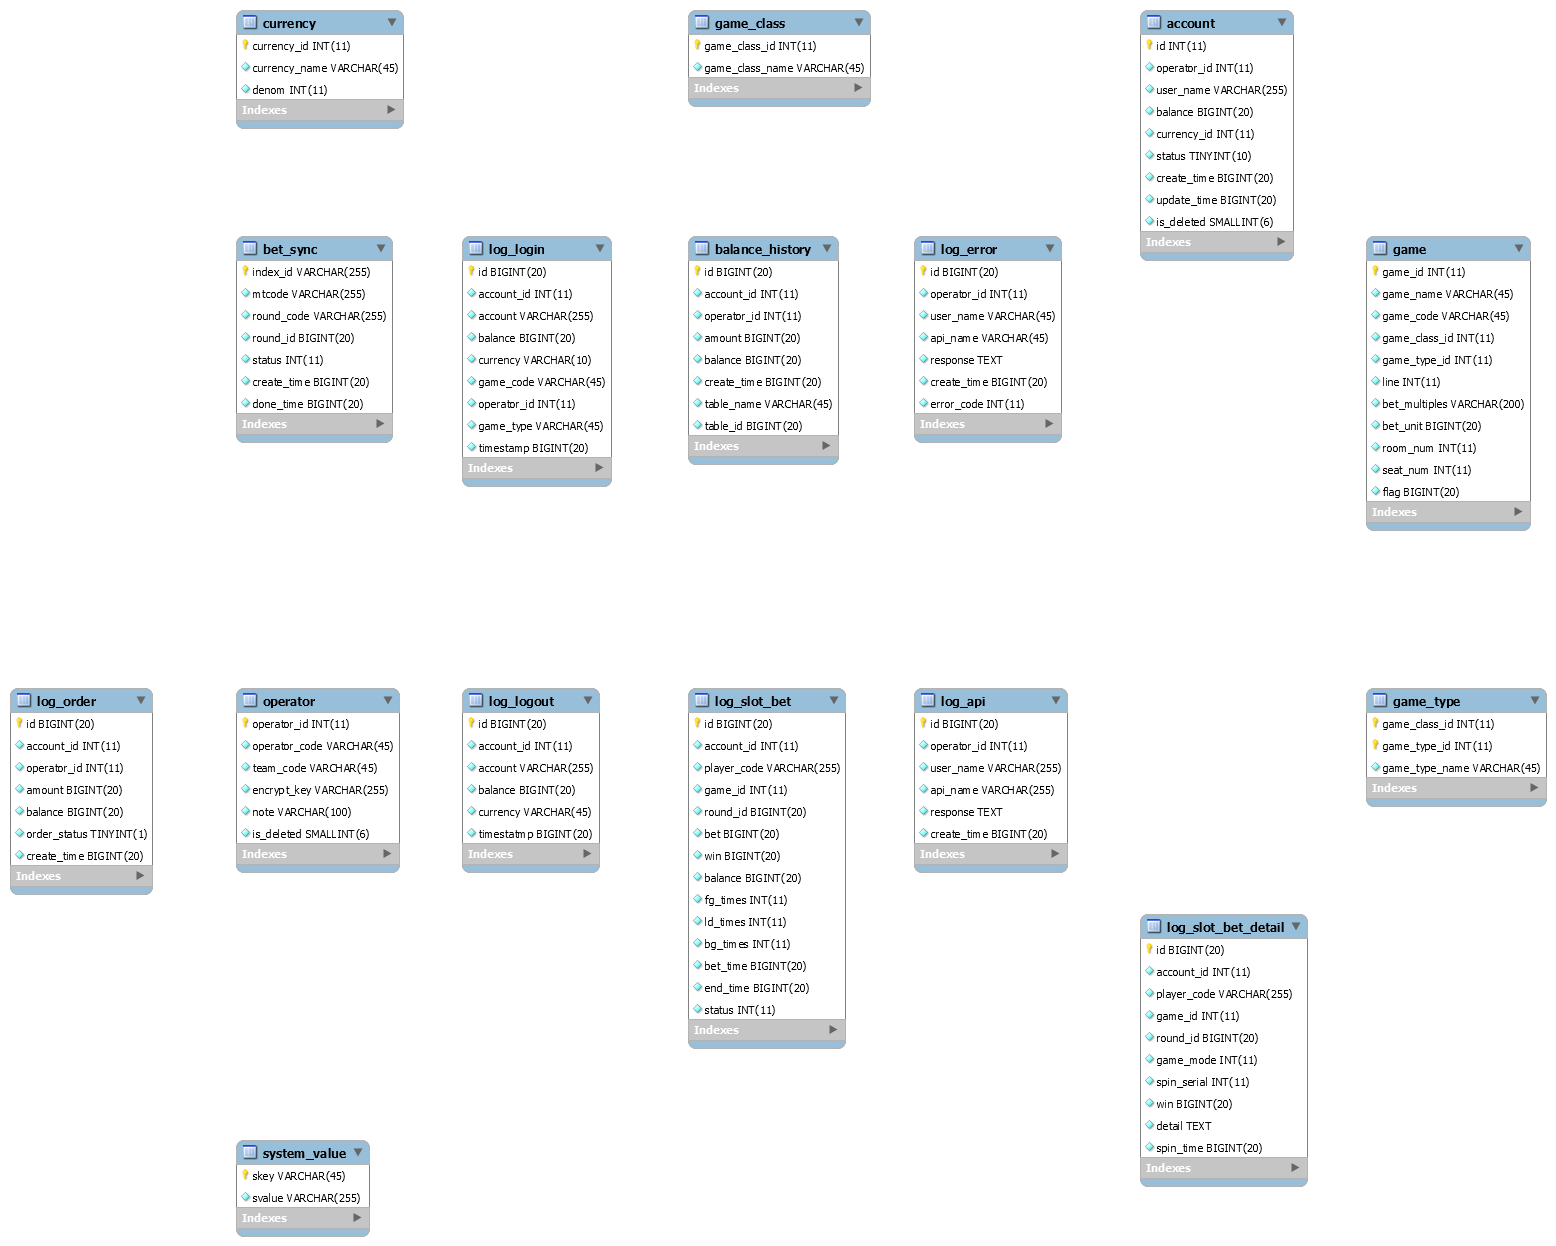 currency
currency_id INT(11)
currency_name VARCHAR(45)
denom INT(11)
Indexes
game_class
game_class_id INT(11)
game_class_name VARCHAR(45)
Indexes
account
id INT(11)
operator_id INT(11)
user_name VARCHAR(255)
balance BIGINT(20)
currency_id INT(11)
status TINYINT(10)
create_time BIGINT(20)
update_time BIGINT(20)
is_deleted SMALLINT(6)
Indexes
bet_sync
index_id VARCHAR(255)
mtcode VARCHAR(255)
round_code VARCHAR(255)
round_id BIGINT(20)
status INT(11)
create_time BIGINT(20)
done_time BIGINT(20)
Indexes
log_login
id BIGINT(20)
account_id INT(11)
account VARCHAR(255)
balance BIGINT(20)
currency VARCHAR(10)
game_code VARCHAR(45)
operator_id INT(11)
game_type VARCHAR(45)
timestamp BIGINT(20)
Indexes
balance_history
id BIGINT(20)
account_id INT(11)
operator_id INT(11)
amount BIGINT(20)
balance BIGINT(20)
create_time BIGINT(20)
table_name VARCHAR(45)
table_id BIGINT(20)
Indexes
log_error
id BIGINT(20)
operator_id INT(11)
user_name VARCHAR(45)
api_name VARCHAR(45)
response TEXT
create_time BIGINT(20)
error_code INT(11)
Indexes
game
game_id INT(11)
game_name VARCHAR(45)
game_code VARCHAR(45)
game_class_id INT(11)
game_type_id INT(11)
line INT(11)
bet_multiples VARCHAR(200)
bet_unit BIGINT(20)
room_num INT(11)
seat_num INT(11)
flag BIGINT(20)
Indexes
log_order
id BIGINT(20)
account_id INT(11)
operator_id INT(11)
amount BIGINT(20)
balance BIGINT(20)
order_status TINYINT(1)
create_time BIGINT(20)
Indexes
operator
operator_id INT(11)
operator_code VARCHAR(45)
team_code VARCHAR(45)
encrypt_key VARCHAR(255)
note VARCHAR(100)
is_deleted SMALLINT(6)
Indexes
log_logout
id BIGINT(20)
account_id INT(11)
account VARCHAR(255)
balance BIGINT(20)
currency VARCHAR(45)
timestatmp BIGINT(20)
Indexes
log_slot_bet
id BIGINT(20)
account_id INT(11)
player_code VARCHAR(255)
game_id INT(11)
round_id BIGINT(20)
bet BIGINT(20)
win BIGINT(20)
balance BIGINT(20)
fg_times INT(11)
ld_times INT(11)
bg_times INT(11)
bet_time BIGINT(20)
end_time BIGINT(20)
status INT(11)
Indexes
log_api
id BIGINT(20)
operator_id INT(11)
user_name VARCHAR(255)
api_name VARCHAR(255)
response TEXT
create_time BIGINT(20)
Indexes
game_type
game_class_id INT(11)
game_type_id INT(11)
game_type_name VARCHAR(45)
Indexes
log_slot_bet_detail
id BIGINT(20)
account_id INT(11)
player_code VARCHAR(255)
game_id INT(11)
round_id BIGINT(20)
game_mode INT(11)
spin_serial INT(11)
win BIGINT(20)
detail TEXT
spin_time BIGINT(20)
Indexes
system_value
skey VARCHAR(45)
svalue VARCHAR(255)
Indexes